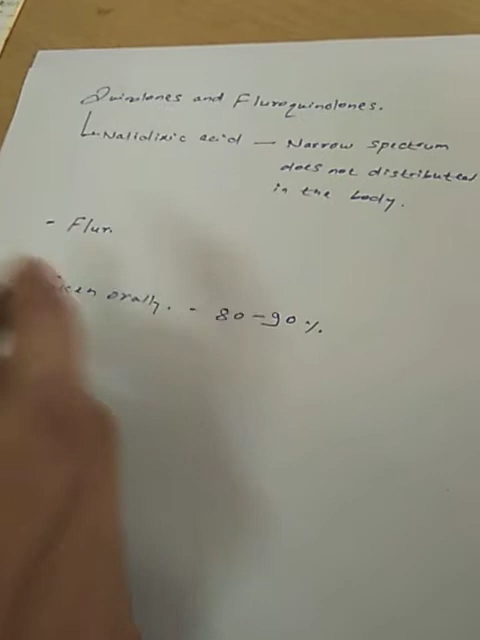 Quinolones and Fluroquinolones.
Nalidixic acid — Narrow spectrum
does not distributed
in the body.
- Flur.
orally. - 80-90%